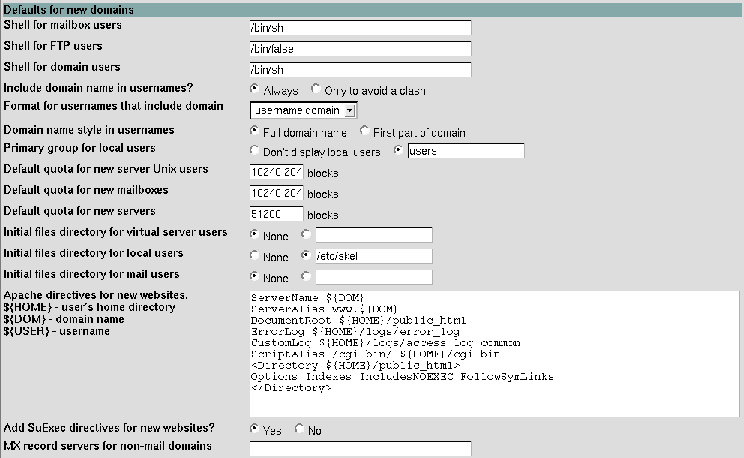 Defaults for new domains
Shell for mailbox users /bin/sh
Shell for FTP users /bin/false
Shell for domain users /bin/sh
Include domain name in usernames? Always Only to avoid a clash
Format for usernames that include domain username.domain
Domain name style in usernames Full domain name First part of domain
Primary group for local users Don't display local users users
Default quota for new server Unix users 10240 204 blocks
Default quota for new mailboxes 10240 204 blocks
Default quota for new servers 51200 blocks
Initial files directory for virtual server users None
Initial files directory for local users None /etc/skel
Initial files directory for mail users None
Apache directives for new websites.
${HOME} - user's home directory
${DOM} - domain name
${USER} - username
ServerName ${DOM}
ServerAlias www.${DOM}
DocumentRoot ${HOME}/public_html
ErrorLog ${HOME}/logs/error_log
CustomLog ${HOME}/logs/access_log common
ScriptAlias /cgi-bin/ ${HOME}/cgi-bin
<Directory ${HOME}/public_html>
Options Indexes IncludesNOEXEC FollowSymLinks
</Directory>
Add SuExec directives for new websites? Yes No
MX record servers for non-mail domains